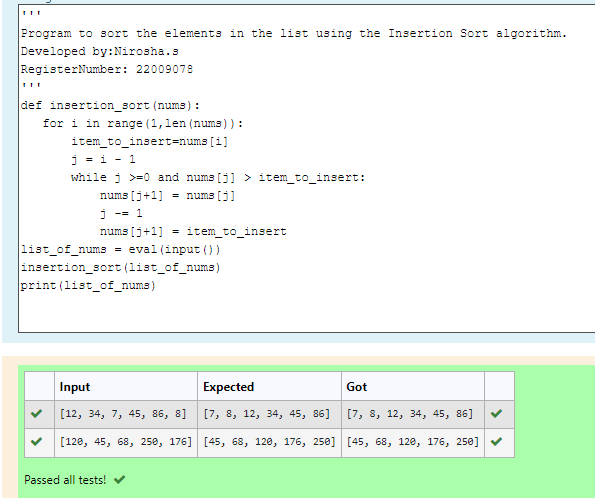 '''
Program to sort the elements in the list using the Insertion Sort algorithm.
Developed by:Nirosha.s
RegisterNumber: 22009078
'''
def insertion_sort(nums):
   for i in range(1,len(nums)):
       item_to_insert=nums[i]
       j = i - 1
       while j >=0 and nums[j] > item_to_insert:
           nums[j+1] = nums[j]
           j -= 1
           nums[j+1] = item_to_insert
list_of_nums = eval(input())
insertion_sort(list_of_nums)
print(list_of_nums)
Input Expected Got
[12, 34, 7, 45, 86, 8] [7, 8, 12, 34, 45, 86] [7, 8, 12, 34, 45, 86]
[120, 45, 68, 250, 176] [45, 68, 120, 176, 250] [45, 68, 120, 176, 250]
Passed all tests!